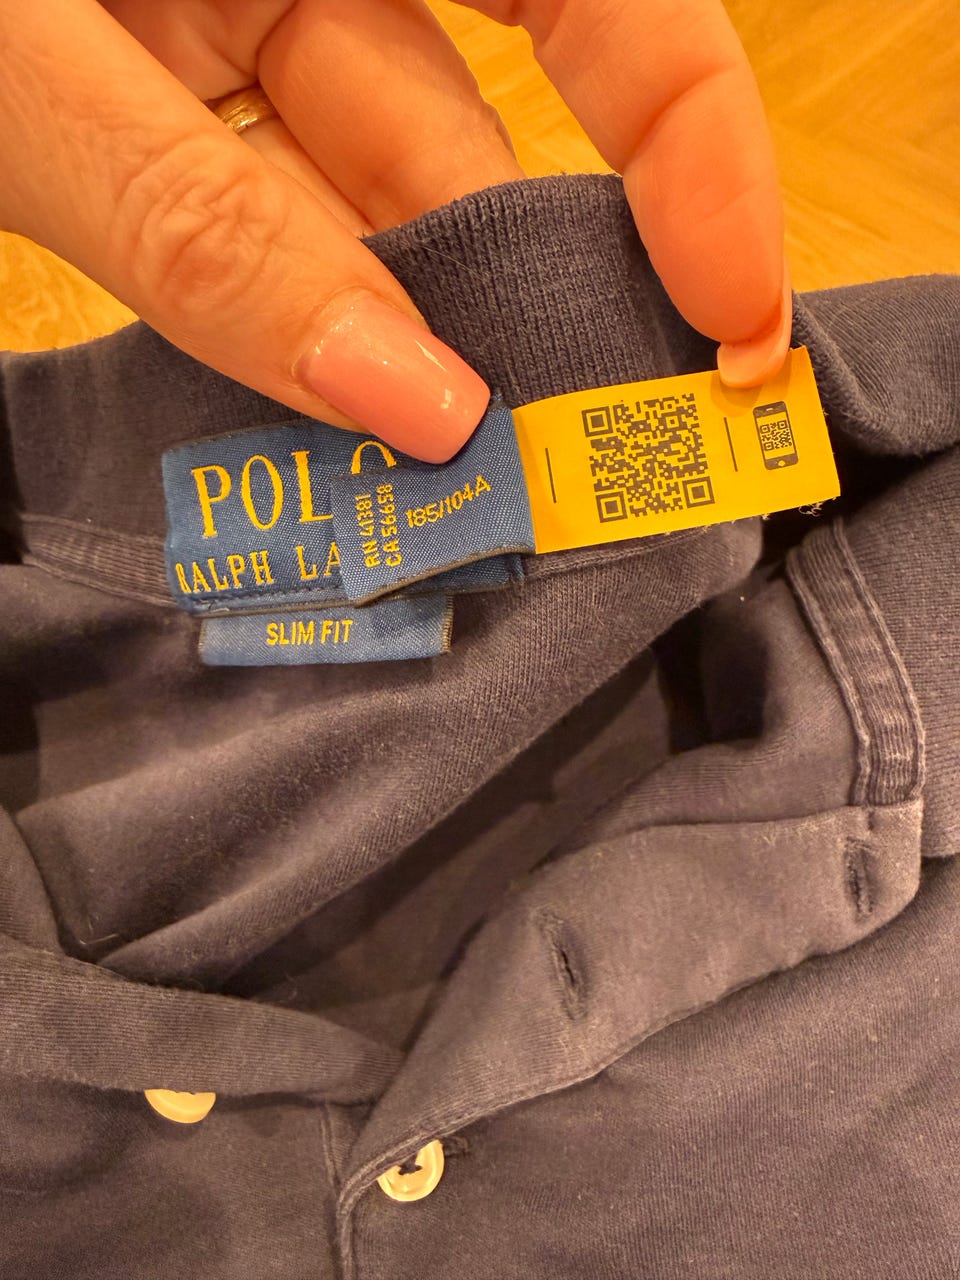 POLO
RALPH LA
RN 41381
CA 56658
185/104A
SLIM FIT